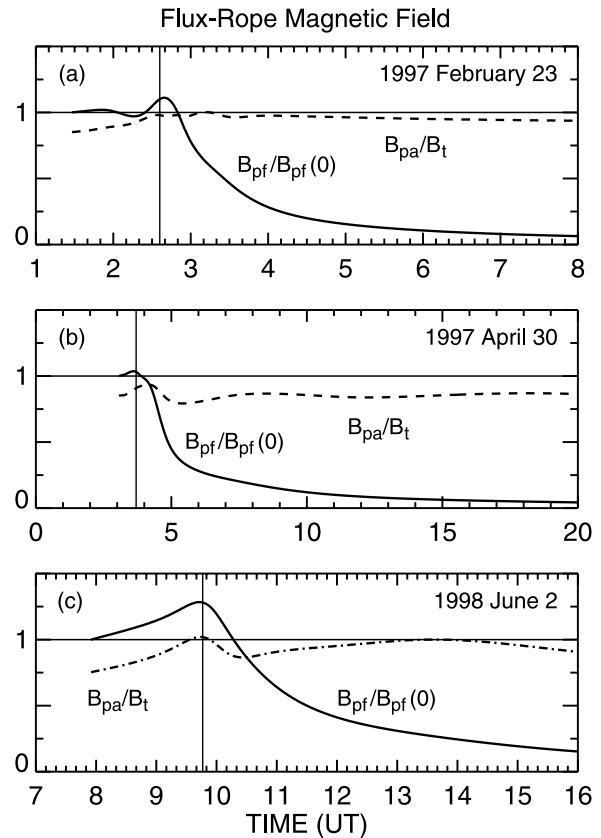 Flux-Rope Magnetic Field
(a) 1997 February 23
1
B_pa/B_t
B_pf/B_pf(0)
0
1 2 3 4 5 6 7 8
(b) 1997 April 30
1
B_pf/B_pf(0) B_pa/B_t
0
0 5 10 15 20
(c) 1998 June 2
1
B_pa/B_t B_pf/B_pf(0)
0
7 8 9 10 11 12 13 14 15 16
TIME (UT)